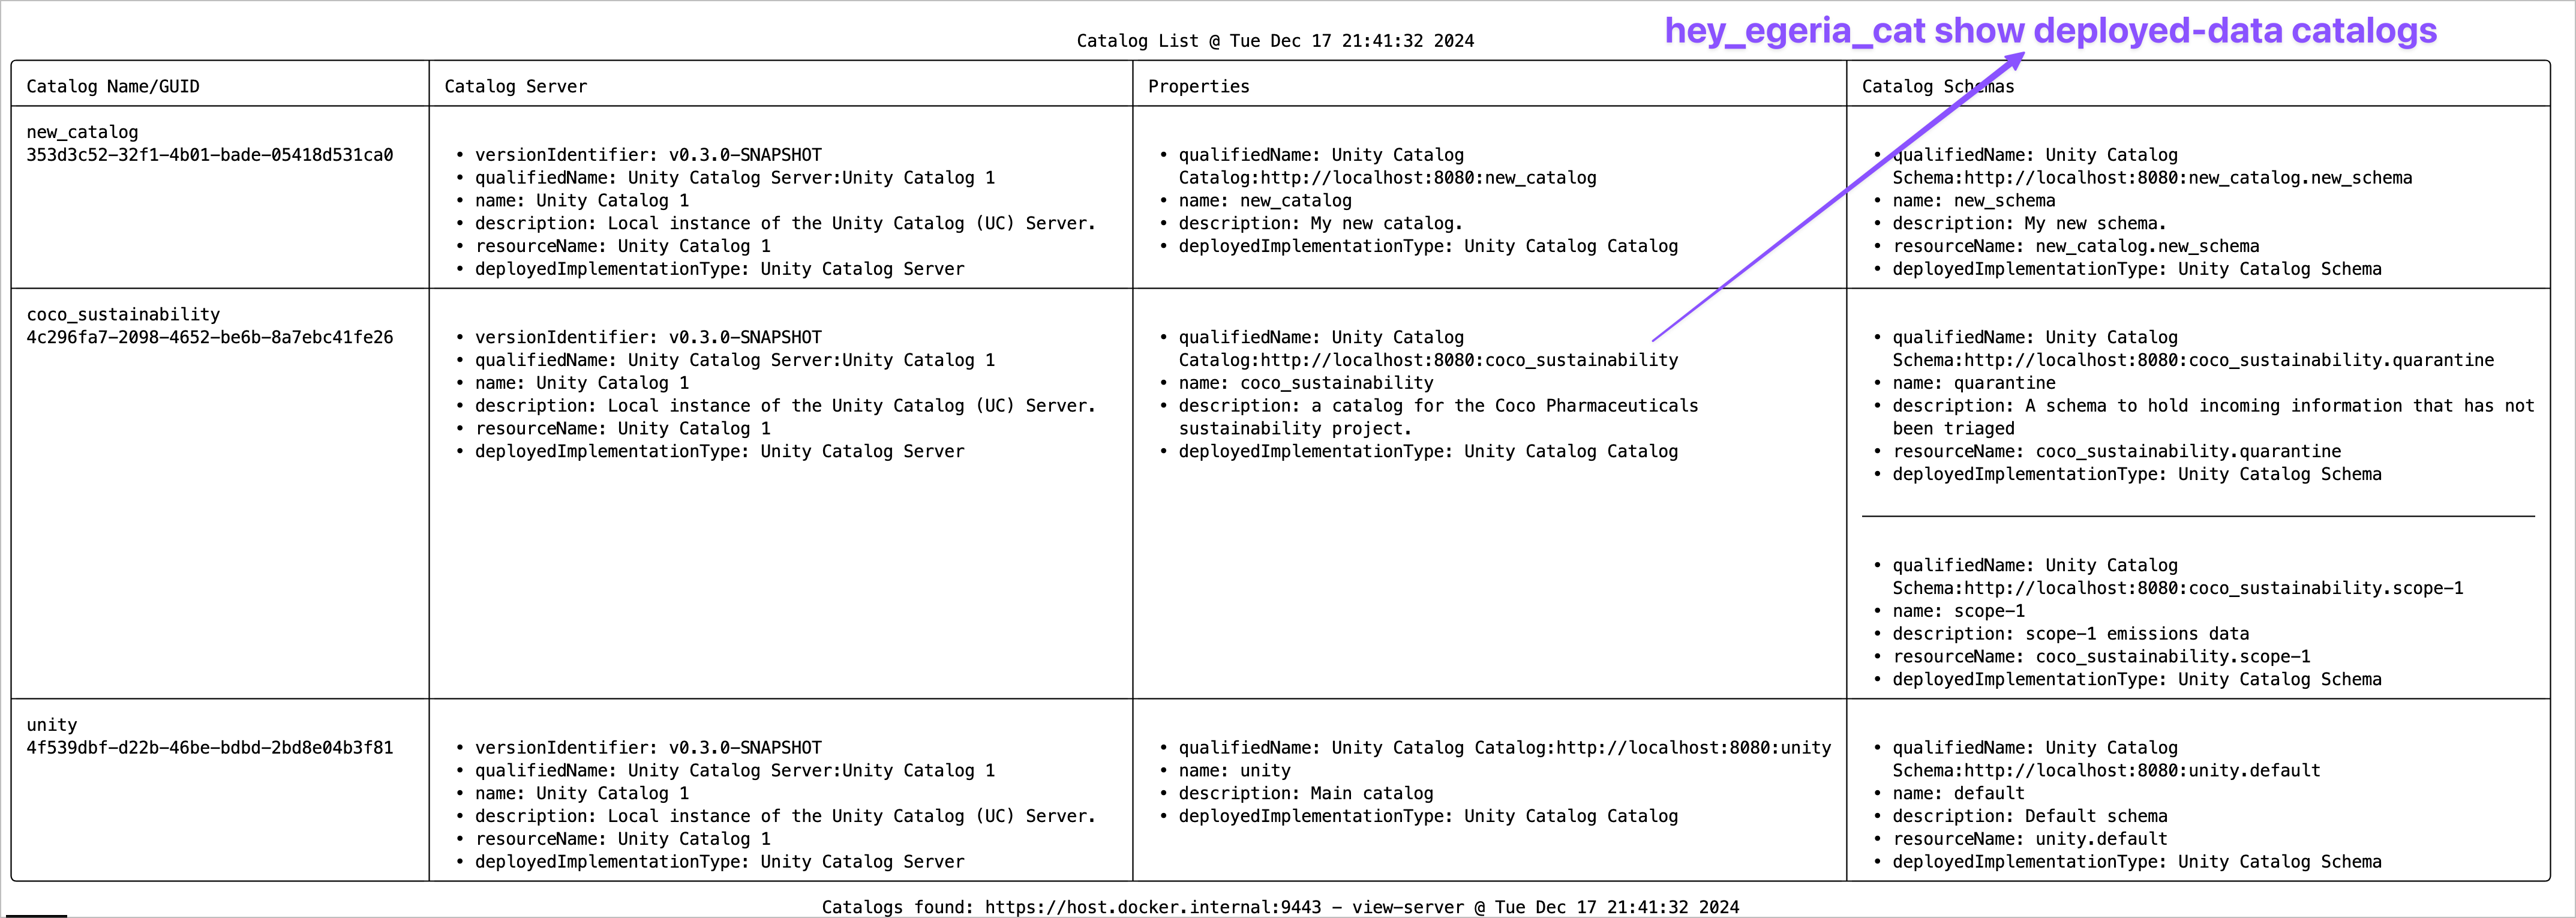 hey_egeria_cat show deployed-data catalogs
Catalog List @ Tue Dec 17 21:41:32 2024
Catalog Name/GUID
Catalog Server
Properties
Catalog Schemas
new_catalog
353d3c52-32f1-4b01-bade-05418d531ca0
• versionIdentifier: v0.3.0-SNAPSHOT
• qualifiedName: Unity Catalog Server:Unity Catalog 1
• name: Unity Catalog 1
• description: Local instance of the Unity Catalog (UC) Server.
• resourceName: Unity Catalog 1
• deployedImplementationType: Unity Catalog Server
• qualifiedName: Unity Catalog
Catalog:http://localhost:8080:new_catalog
• name: new_catalog
• description: My new catalog.
• deployedImplementationType: Unity Catalog Catalog
• qualifiedName: Unity Catalog
Schema:http://localhost:8080:new_catalog.new_schema
• name: new_schema
• description: My new schema.
• resourceName: new_catalog.new_schema
• deployedImplementationType: Unity Catalog Schema
coco_sustainability
4c296fa7-2098-4652-be6b-8a7ebc41fe26
• versionIdentifier: v0.3.0-SNAPSHOT
• qualifiedName: Unity Catalog Server:Unity Catalog 1
• name: Unity Catalog 1
• description: Local instance of the Unity Catalog (UC) Server.
• resourceName: Unity Catalog 1
• deployedImplementationType: Unity Catalog Server
• qualifiedName: Unity Catalog
Catalog:http://localhost:8080:coco_sustainability
• name: coco_sustainability
• description: a catalog for the Coco Pharmaceuticals
sustainability project.
• deployedImplementationType: Unity Catalog Catalog
• qualifiedName: Unity Catalog
Schema:http://localhost:8080:coco_sustainability.quarantine
• name: quarantine
• description: A schema to hold incoming information that has not
been triaged
• resourceName: coco_sustainability.quarantine
• deployedImplementationType: Unity Catalog Schema
• qualifiedName: Unity Catalog
Schema:http://localhost:8080:coco_sustainability.scope-1
• name: scope-1
• description: scope-1 emissions data
• resourceName: coco_sustainability.scope-1
• deployedImplementationType: Unity Catalog Schema
unity
4f539dbf-d22b-46be-bdbd-2bd8e04b3f81
• versionIdentifier: v0.3.0-SNAPSHOT
• qualifiedName: Unity Catalog Server:Unity Catalog 1
• name: Unity Catalog 1
• description: Local instance of the Unity Catalog (UC) Server.
• resourceName: Unity Catalog 1
• deployedImplementationType: Unity Catalog Server
• qualifiedName: Unity Catalog Catalog:http://localhost:8080:unity
• name: unity
• description: Main catalog
• deployedImplementationType: Unity Catalog Catalog
• qualifiedName: Unity Catalog
Schema:http://localhost:8080:unity.default
• name: default
• description: Default schema
• resourceName: unity.default
• deployedImplementationType: Unity Catalog Schema
Catalogs found: https://host.docker.internal:9443 - view-server @ Tue Dec 17 21:41:32 2024